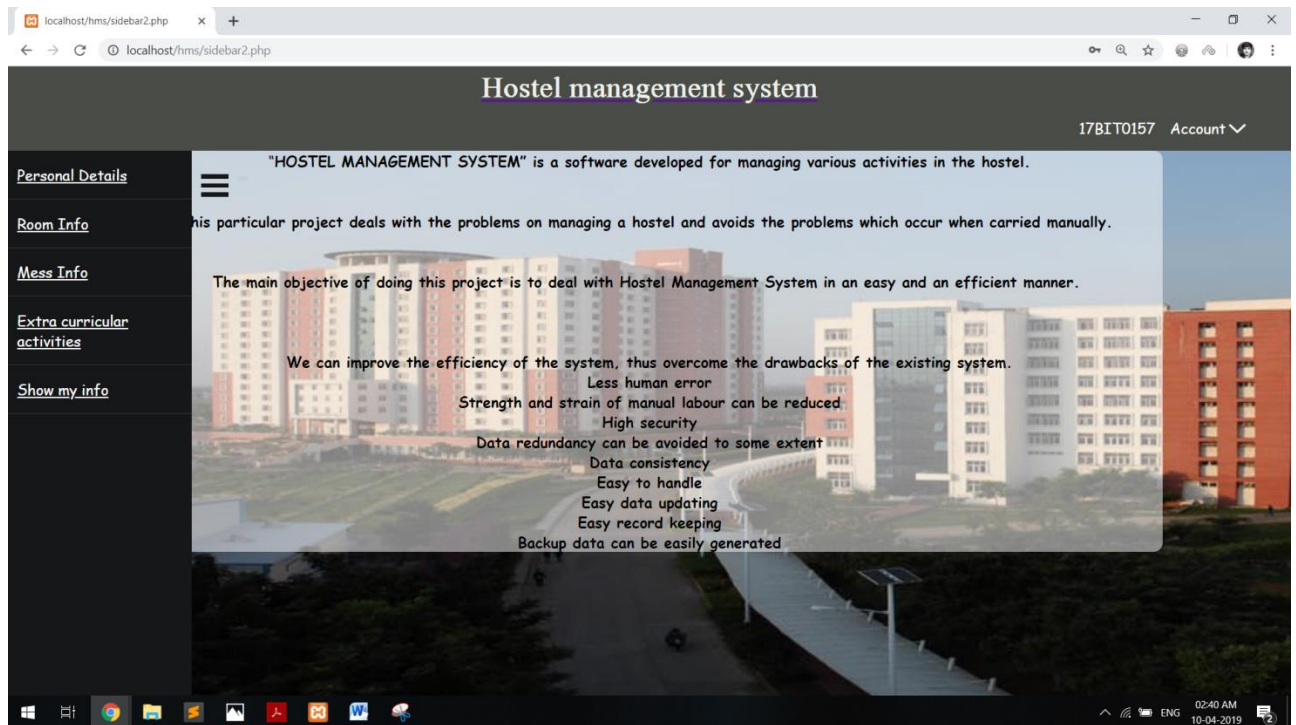 localhost/hms/sidebar2.php
localhost/hms/sidebar2.php
Hostel management system
17BIT0157 Account
Personal Details
Room Info
Mess Info
Extra curricular
activities
Show my info
“HOSTEL MANAGEMENT SYSTEM” is a software developed for managing various activities in the hostel.
his particular project deals with the problems on managing a hostel and avoids the problems which occur when carried manually.
The main objective of doing this project is to deal with Hostel Management System in an easy and an efficient manner.
We can improve the efficiency of the system, thus overcome the drawbacks of the existing system.
Less human error
Strength and strain of manual labour can be reduced
High security
Data redundancy can be avoided to some extent
Data consistency
Easy to handle
Easy data updating
Easy record keeping
Backup data can be easily generated
ENG
02:40 AM
10-04-2019
2